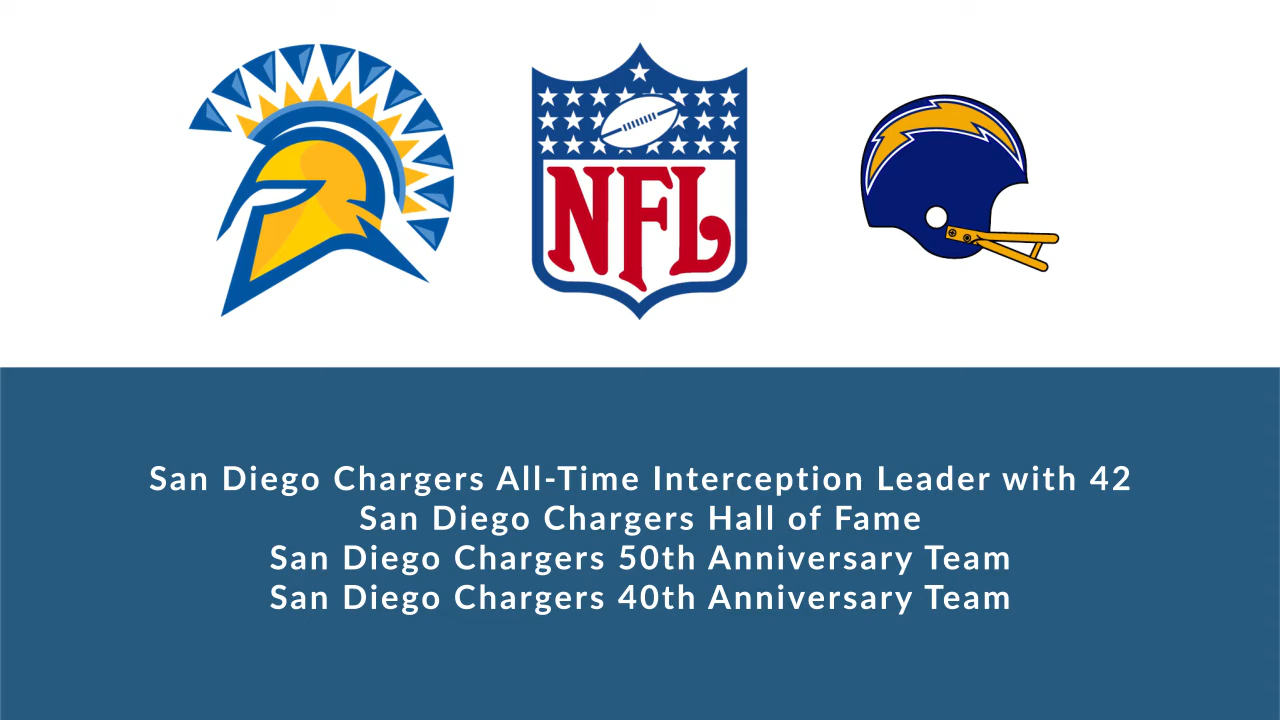 NFL
San Diego Chargers All-Time Interception Leader with 42
San Diego Chargers Hall of Fame
San Diego Chargers 50th Anniversary Team
San Diego Chargers 40th Anniversary Team